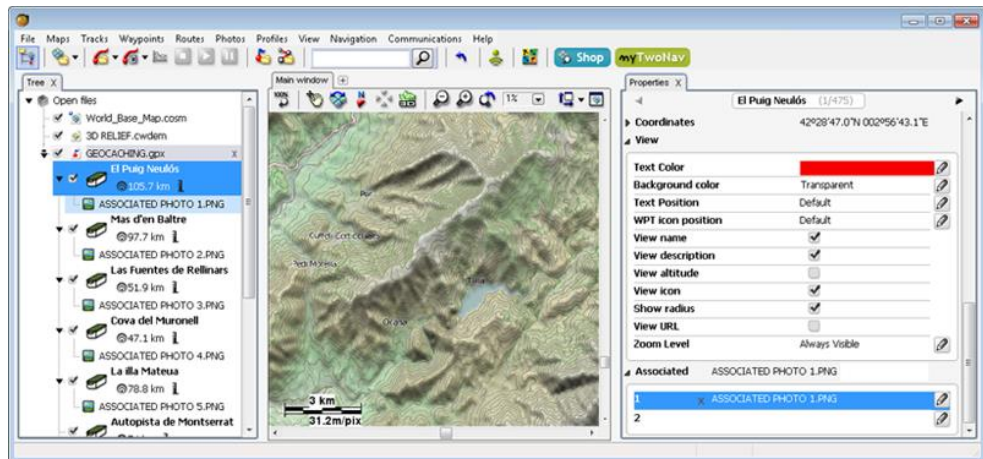 File Maps Tracks Waypoints Routes Photos Profiles View Navigation Communications Help
Shop
myTwoNav
Tree X
Open files
World_Base_Map.cosm
3D RELIEF.cwdem
GEOCACHING.gpx x
El Puig Neulós
105.7 km
ASSOCIATED PHOTO 1.PNG
Mas d'en Baltre
97.7 km
ASSOCIATED PHOTO 2.PNG
Las Fuentes de Rellinars
51.9 km
ASSOCIATED PHOTO 3.PNG
Cova del Muronell
47.1 km
ASSOCIATED PHOTO 4.PNG
La illa Mateua
78.8 km
ASSOCIATED PHOTO 5.PNG
Autopista de Montserrat
Main window
100%
1%
3 km
31.2m/pix
Properties X
El Puig Neulós (1/475)
Coordinates 42º28'47.0"N 002º56'43.1"E
View
Text Color
Background color Transparent
Text Position Default
WPT icon position Default
View name
View description
View altitude
View icon
Show radius
View URL
Zoom Level Always Visible
Associated ASSOCIATED PHOTO 1.PNG
1 x ASSOCIATED PHOTO 1.PNG
2